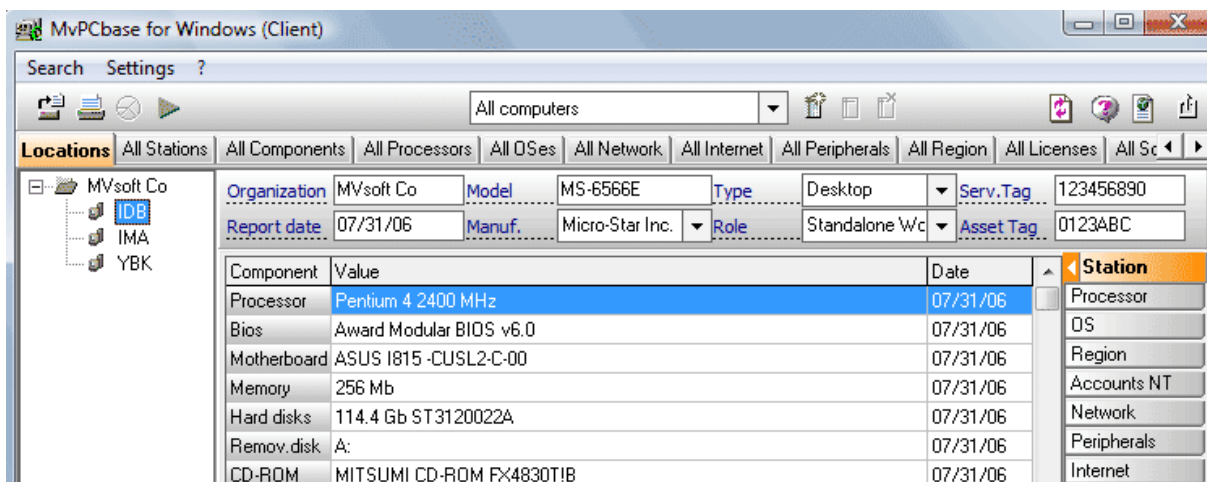 MvPCbase for Windows (Client)
Search Settings ?
All computers
Locations All Stations All Components All Processors All OSes All Network All Internet All Peripherals All Region All Licenses
MVsoft Co
IDB
IMA
YBK
Organization MVsoft Co Model MS-6566E Type Desktop Serv.Tag 123456890
Report date 07/31/06 Manuf. Micro-Star Inc. Role Standalone Asset Tag 0123ABC
Component Value Date
Processor Pentium 4 2400 MHz 07/31/06
Bios Award Modular BIOS v6.0 07/31/06
Motherboard ASUS I815 -CUSL2-C-00 07/31/06
Memory 256 Mb 07/31/06
Hard disks 114.4 Gb ST3120022A 07/31/06
Remov.disk A: 07/31/06
CD-ROM MITSUMI CD-ROM FX4830T!B 07/31/06
Station
Processor
OS
Region
Accounts NT
Network
Peripherals
Internet